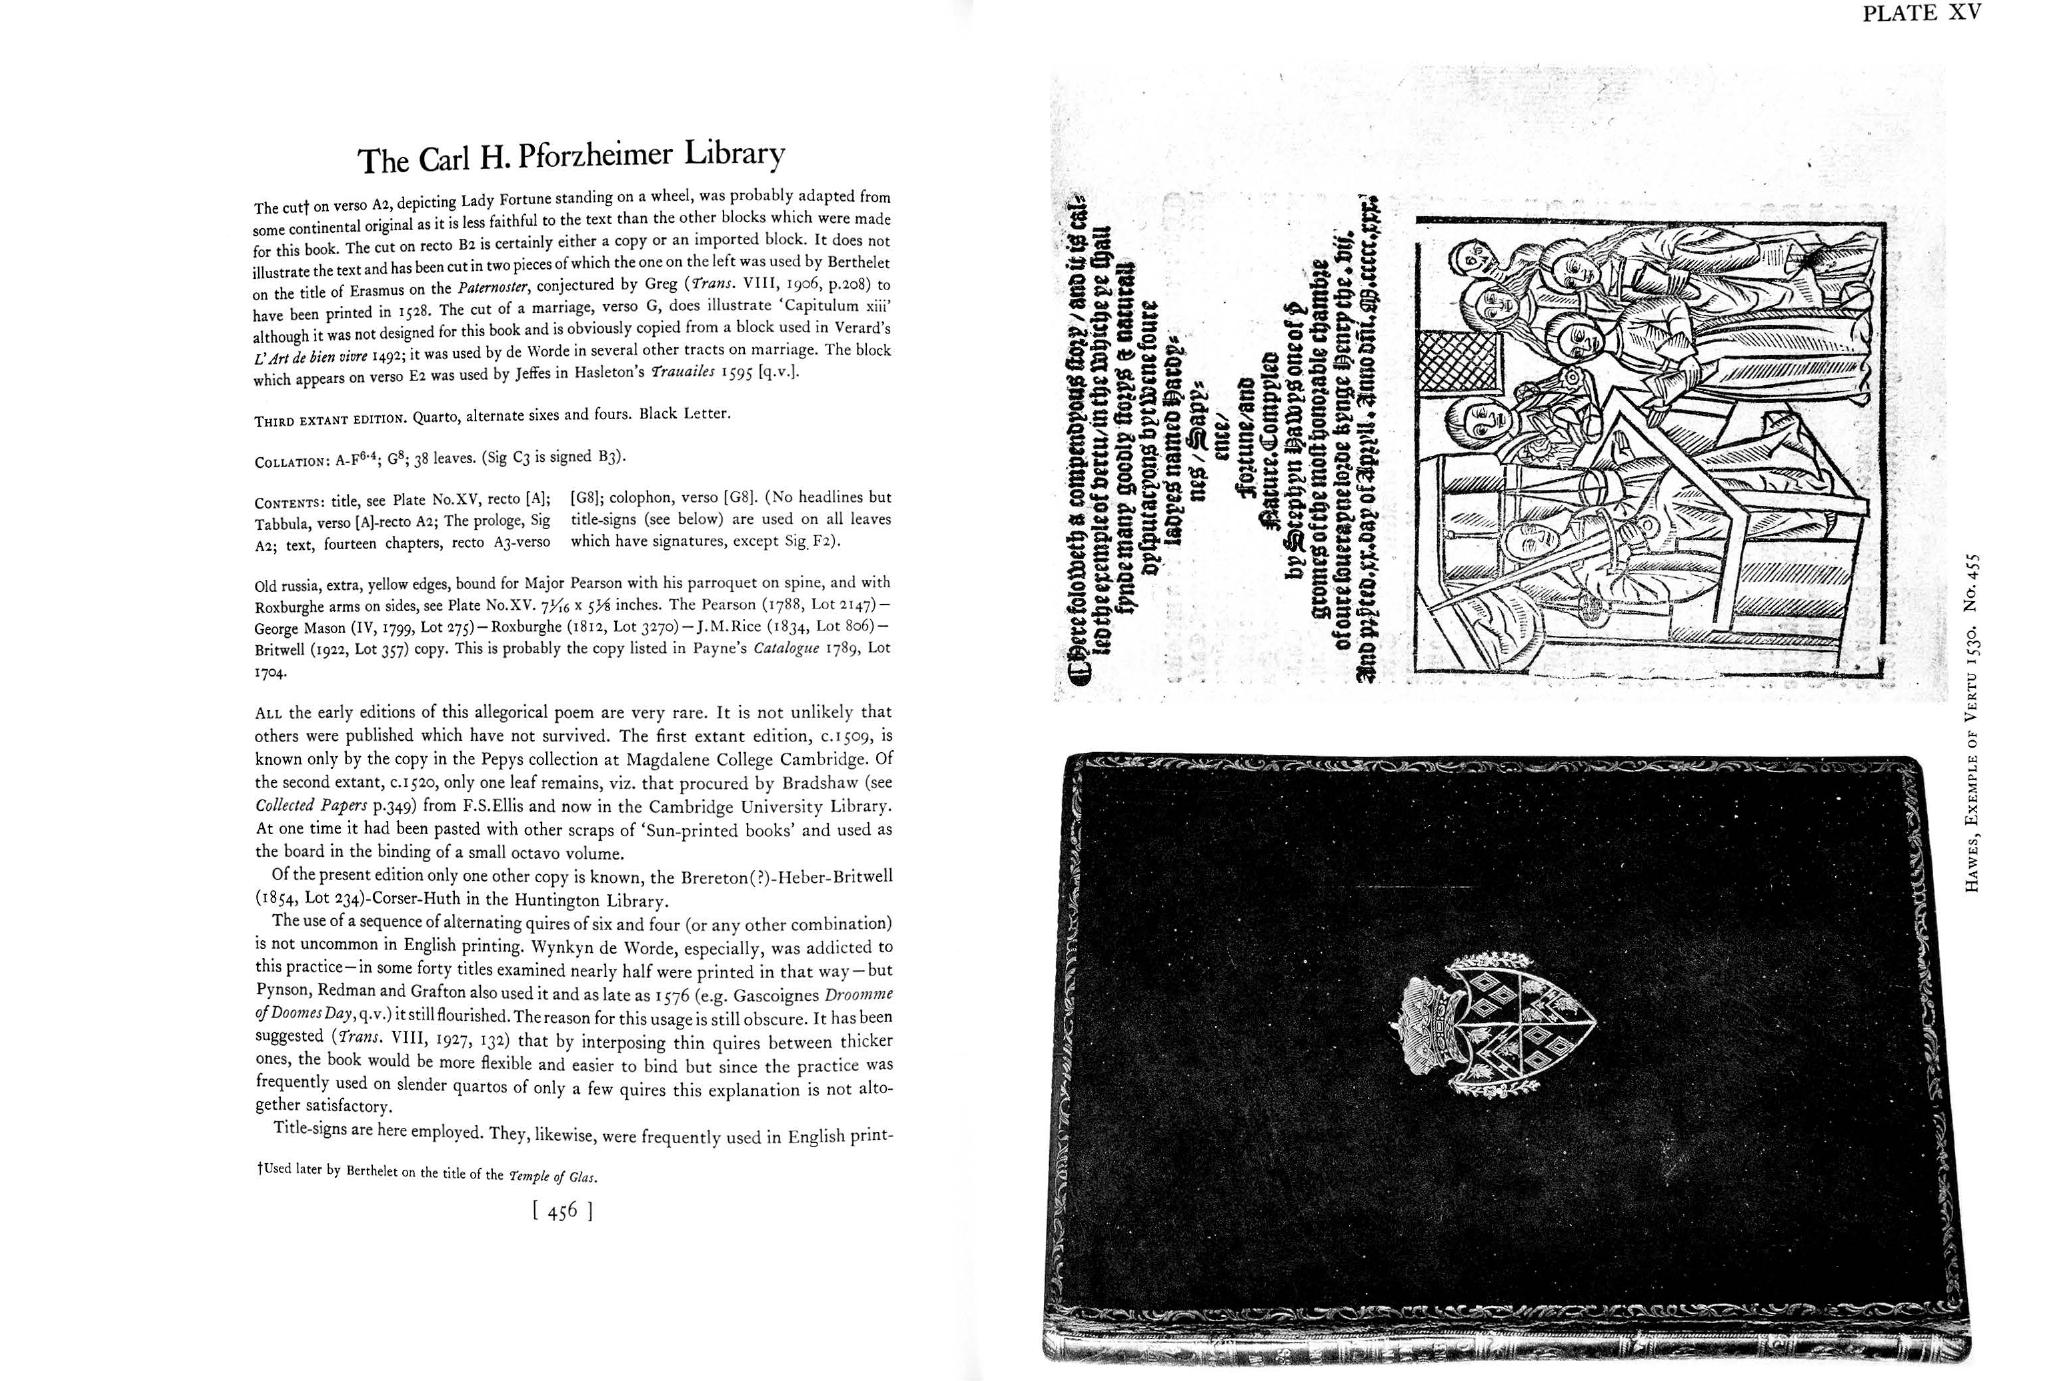 The Carl H. Pforzheimer Library
The cut† on verso A2, depicting Lady Fortune standing on a wheel, was probably adapted from
some continental original as it is less faithful to the text than the other blocks which were made
for this book. The cut on recto B2 is certainly either a copy or an imported block. It does not
illustrate the text and has been cut in two pieces of which the one on the left was used by Berthelet
on the title of Erasmus on the Paternoster, conjectured by Greg (Trans. VIII, 1906, p.208) to
have been printed in 1528. The cut of a marriage, verso G, does illustrate ‘Capitulum xiii’
although it was not designed for this book and is obviously copied from a block used in Verard’s
L’Art de bien vivre 1492; it was used by de Worde in several other tracts on marriage. The block
which appears on verso E2 was used by Jeffes in Hasleton’s Trauailes 1595 [q.v.].
THIRD EXTANT EDITION. Quarto, alternate sixes and fours. Black Letter.
COLLATION: A-F6·4; G8; 38 leaves. (Sig C3 is signed B3).
CONTENTS: title, see Plate No.XV, recto [A];
Tabbula, verso [A]-recto A2; The prologe, Sig
A2; text, fourteen chapters, recto A3-verso
[G8]; colophon, verso [G8]. (No headlines but
title-signs (see below) are used on all leaves
which have signatures, except Sig. F2).
Old russia, extra, yellow edges, bound for Major Pearson with his parroquet on spine, and with
Roxburghe arms on sides, see Plate No.XV. 7 1/16 x 5 1/8 inches. The Pearson (1788, Lot 2147)—
George Mason (IV, 1799, Lot 275)—Roxburghe (1812, Lot 3270)—J.M.Rice (1834, Lot 806)—
Britwell (1922, Lot 357) copy. This is probably the copy listed in Payne’s Catalogue 1789, Lot
1704.
ALL the early editions of this allegorical poem are very rare. It is not unlikely that
others were published which have not survived. The first extant edition, c.1509, is
known only by the copy in the Pepys collection at Magdalene College Cambridge. Of
the second extant, c.1520, only one leaf remains, viz. that procured by Bradshaw (see
Collected Papers p.349) from F.S.Ellis and now in the Cambridge University Library.
At one time it had been pasted with other scraps of ‘Sun-printed books’ and used as
the board in the binding of a small octavo volume.
Of the present edition only one other copy is known, the Brereton(?)-Heber-Britwell
(1854, Lot 234)-Corser-Huth in the Huntington Library.
The use of a sequence of alternating quires of six and four (or any other combination)
is not uncommon in English printing. Wynkyn de Worde, especially, was addicted to
this practice—in some forty titles examined nearly half were printed in that way—but
Pynson, Redman and Grafton also used it and as late as 1576 (e.g. Gascoignes Droomme
of Doomes Day, q.v.) it still flourished. The reason for this usage is still obscure. It has been
suggested (Trans. VIII, 1927, 132) that by interposing thin quires between thicker
ones, the book would be more flexible and easier to bind but since the practice was
frequently used on slender quartos of only a few quires this explanation is not alto-
gether satisfactory.
Title-signs are here employed. They, likewise, were frequently used in English print-
†Used later by Berthelet on the title of the Temple of Glas.
[ 456 ]
PLATE XV
Here foloweth a compendyous story / and it is cal-
led the exemple of vertu / in the whiche ye shall
fynde many goodly storys & naturall
dysputacyons bytwene foure
ladyes named Hardy-
nes / Sapy-
ence /
Fortune and
Nature. Compyled
by Stephyn Hawys one of ẏ
gromes of the most honorable chambre
of oure souerayne lorde kynge Henry the . vij.
And prȳted ẏ .xx. day of Apryll. Anno dn̄i .M.ccccc.xxx.
HAWES, EXEMPLE OF VERTU 1530. No. 455